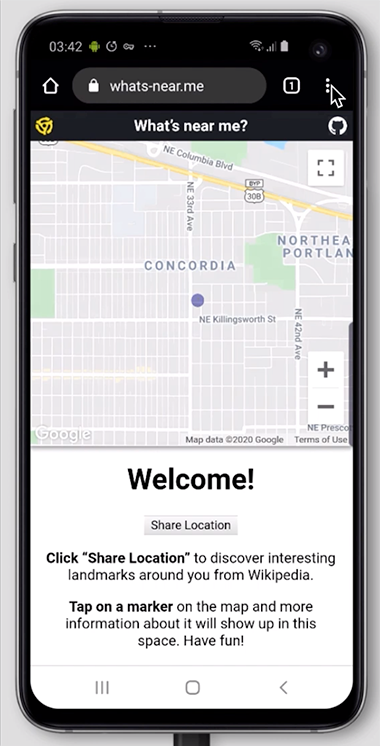 03:42
whats-near.me
1
What's near me?
NE Columbia Blvd
BYP
30B
NE 33rd Ave
NORTHEA
PORTLAN
CONCORDIA
NE Killingsworth St
NE 42nd Ave
NE Prescot
Google
Map data ©2020 Google
Terms of Use
Welcome!
Share Location
Click “Share Location” to discover interesting
landmarks around you from Wikipedia.
Tap on a marker on the map and more
information about it will show up in this
space. Have fun!